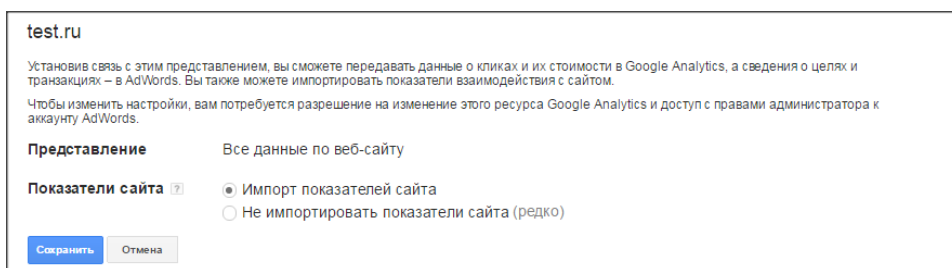 test.ru
Установив связь с этим представлением, вы сможете передавать данные о кликах и их стоимости в Google Analytics, а сведения о целях и
транзакциях – в AdWords. Вы также можете импортировать показатели взаимодействия с сайтом.
Чтобы изменить настройки, вам потребуется разрешение на изменение этого ресурса Google Analytics и доступ с правами администратора к
аккаунту AdWords.
Представление Все данные по веб-сайту
Показатели сайта ? Импорт показателей сайта
Не импортировать показатели сайта (редко)
Сохранить Отмена